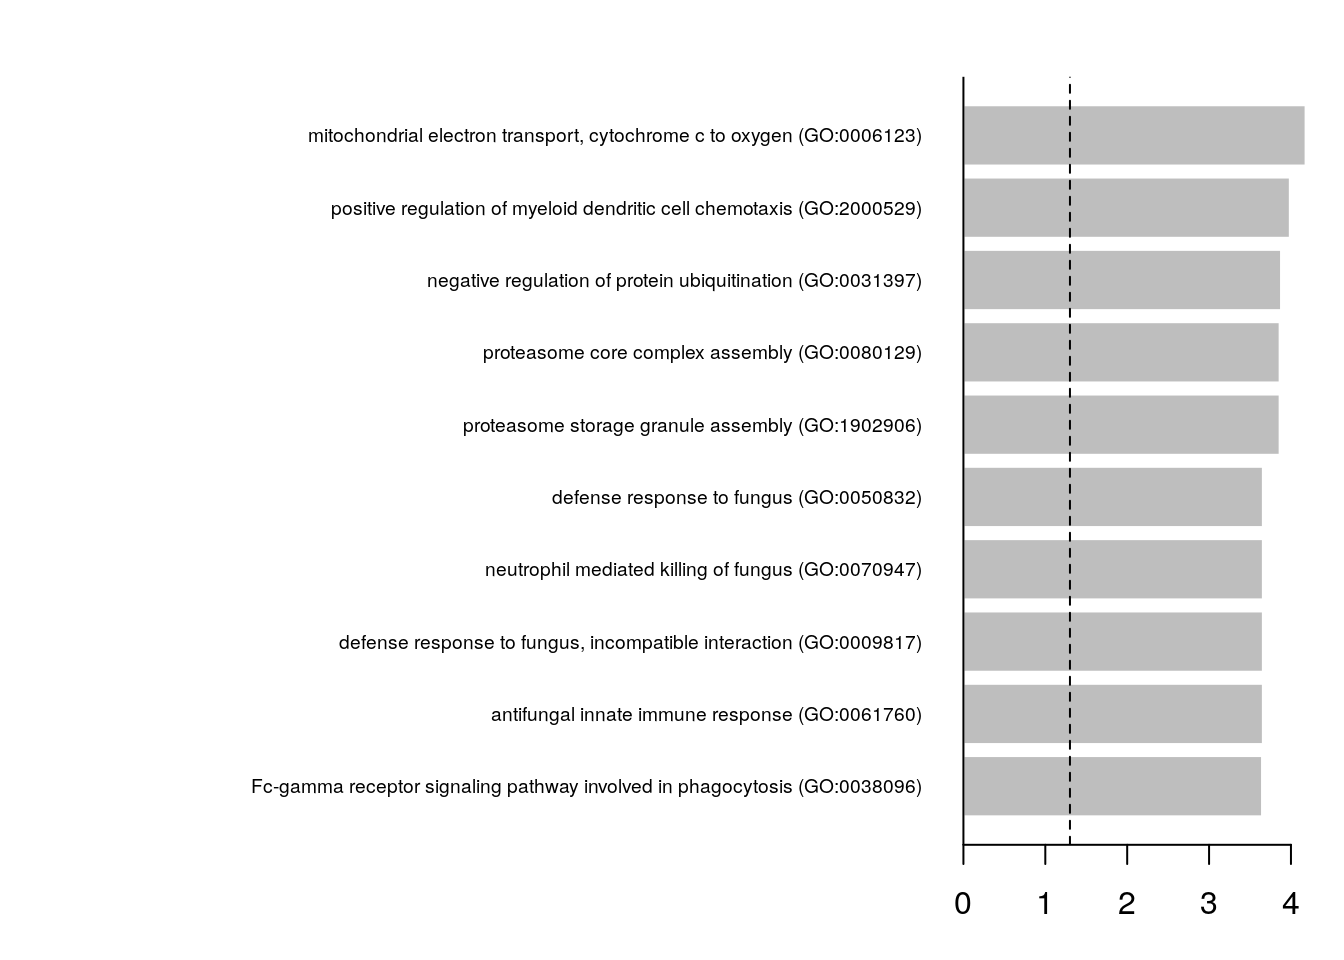 mitochondrial electron transport, cytochrome c to oxygen (GO:0006123)
positive regulation of myeloid dendritic cell chemotaxis (GO:2000529)
negative regulation of protein ubiquitination (GO:0031397)
proteasome core complex assembly (GO:0080129)
proteasome storage granule assembly (GO:1902906)
defense response to fungus (GO:0050832)
neutrophil mediated killing of fungus (GO:0070947)
defense response to fungus, incompatible interaction (GO:0009817)
antifungal innate immune response (GO:0061760)
Fc-gamma receptor signaling pathway involved in phagocytosis (GO:0038096)
0 1 2 3 4